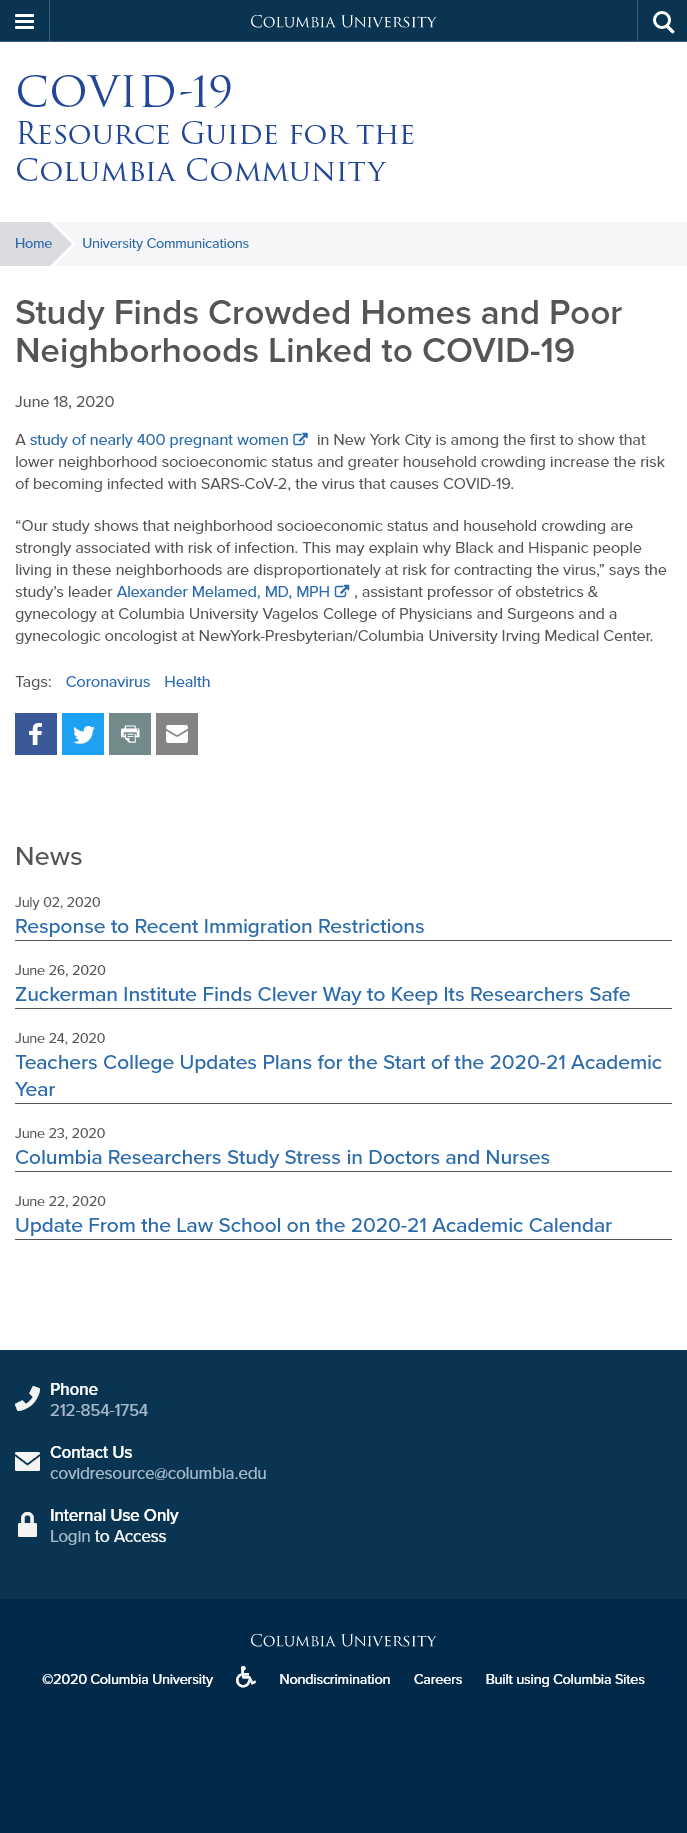 Columbia University
COVID-19
Resource Guide for the
Columbia Community
Home
University Communications
Study Finds Crowded Homes and Poor
Neighborhoods Linked to COVID-19
June 18, 2020
A study of nearly 400 pregnant women in New York City is among the first to show that
lower neighborhood socioeconomic status and greater household crowding increase the risk
of becoming infected with SARS-CoV-2, the virus that causes COVID-19.
“Our study shows that neighborhood socioeconomic status and household crowding are
strongly associated with risk of infection. This may explain why Black and Hispanic people
living in these neighborhoods are disproportionately at risk for contracting the virus,” says the
study’s leader Alexander Melamed, MD, MPH , assistant professor of obstetrics &
gynecology at Columbia University Vagelos College of Physicians and Surgeons and a
gynecologic oncologist at NewYork-Presbyterian/Columbia University Irving Medical Center.
Tags: Coronavirus Health
News
July 02, 2020
Response to Recent Immigration Restrictions
June 26, 2020
Zuckerman Institute Finds Clever Way to Keep Its Researchers Safe
June 24, 2020
Teachers College Updates Plans for the Start of the 2020-21 Academic
Year
June 23, 2020
Columbia Researchers Study Stress in Doctors and Nurses
June 22, 2020
Update From the Law School on the 2020-21 Academic Calendar
Phone
212-854-1754
Contact Us
covidresource@columbia.edu
Internal Use Only
Login to Access
Columbia University
©2020 Columbia University Nondiscrimination Careers Built using Columbia Sites